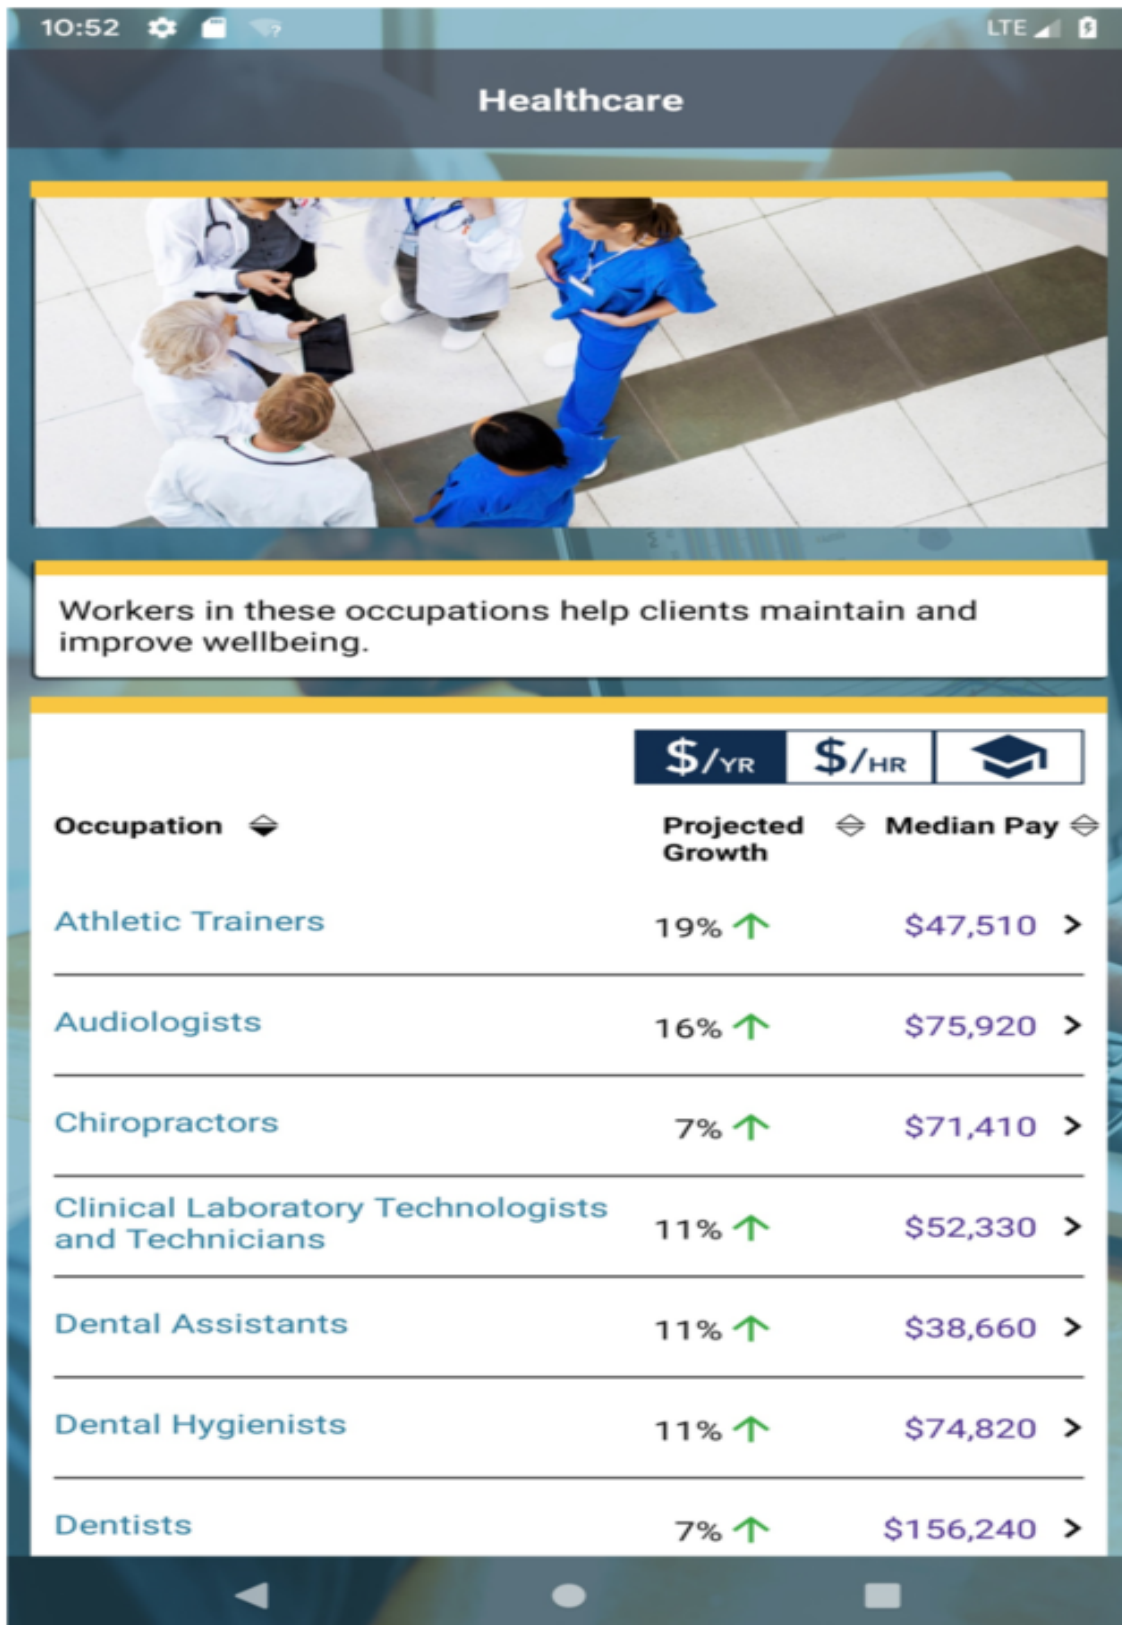 10:52
LTE
Healthcare
Workers in these occupations help clients maintain and
improve wellbeing.
$/YR $/HR
Occupation Projected Median Pay
Growth
Athletic Trainers 19% $47,510
Audiologists 16% $75,920
Chiropractors 7% $71,410
Clinical Laboratory Technologists
and Technicians 11% $52,330
Dental Assistants 11% $38,660
Dental Hygienists 11% $74,820
Dentists 7% $156,240